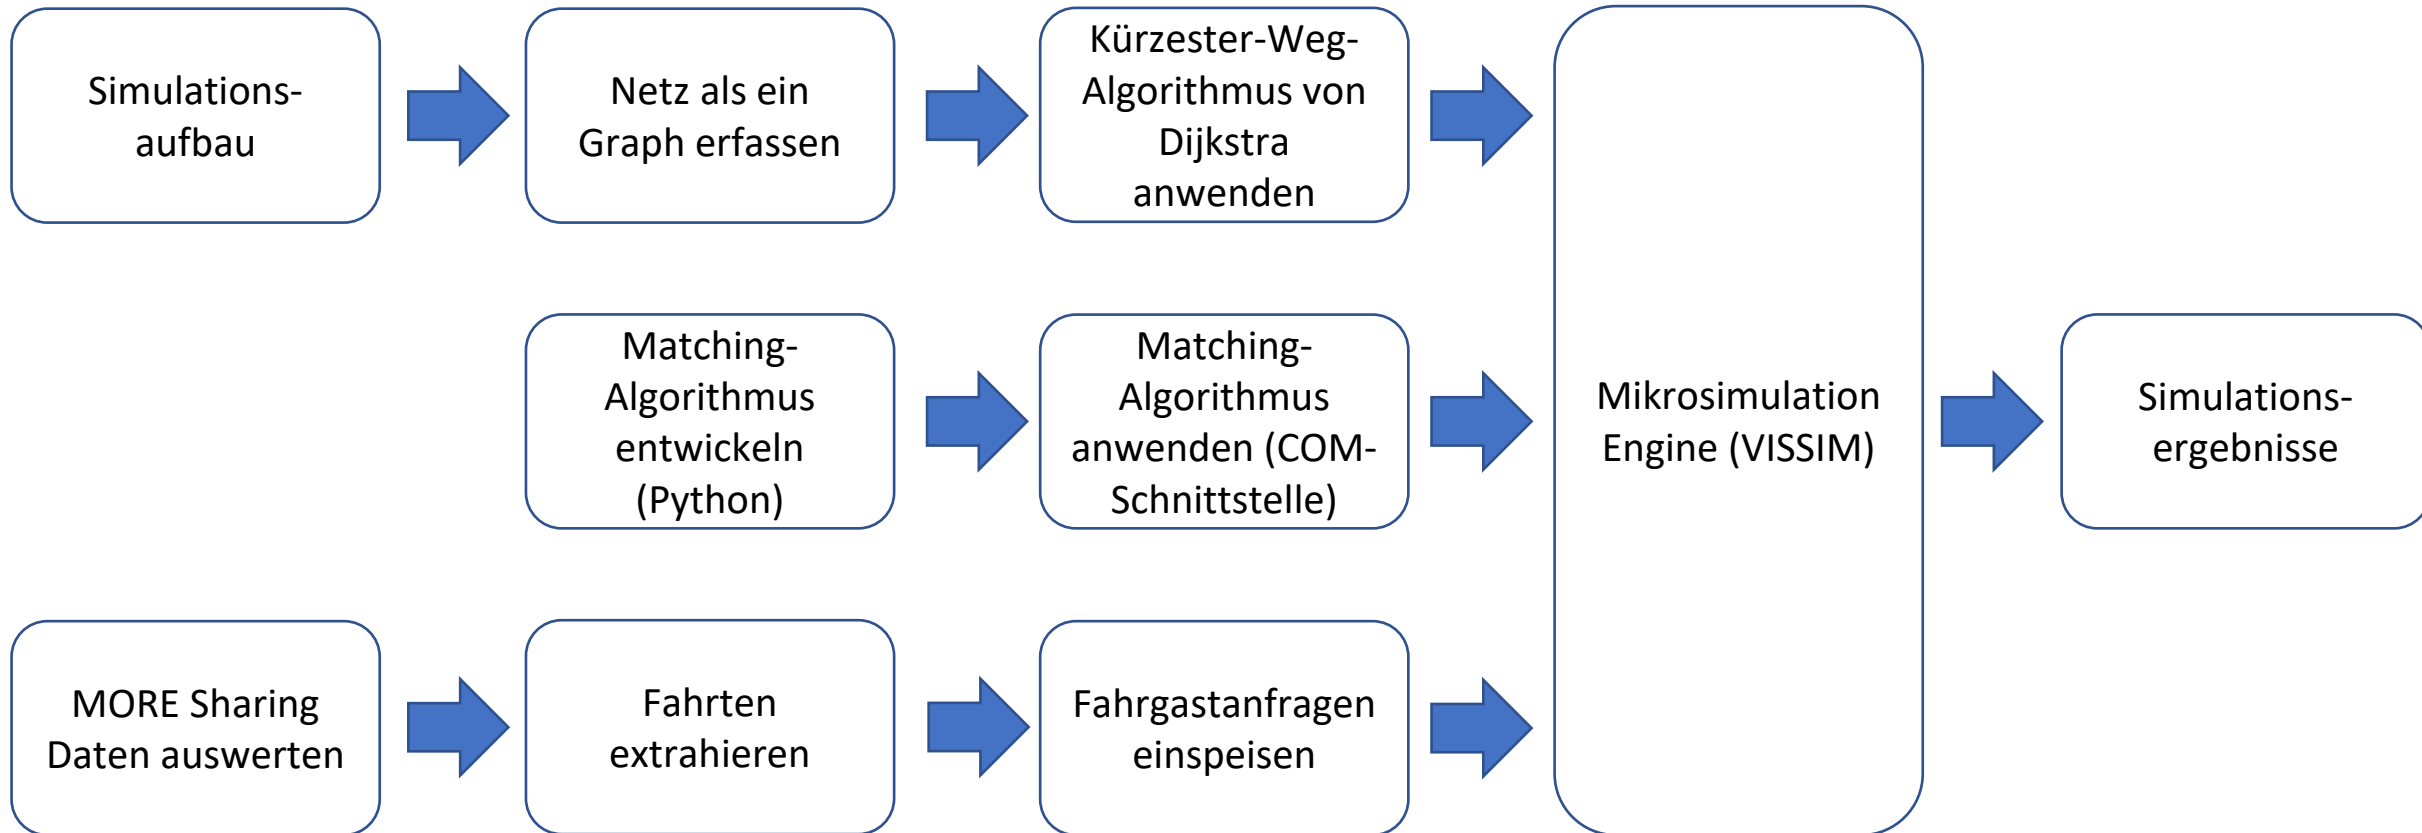 Simulations-
aufbau
Netz als ein
Graph erfassen
Kürzester-Weg-
Algorithmus von
Dijkstra
anwenden
Matching-
Algorithmus
entwickeln
(Python)
Matching-
Algorithmus
anwenden (COM-
Schnittstelle)
Mikrosimulation
Engine (VISSIM)
Simulations-
ergebnisse
MORE Sharing
Daten auswerten
Fahrten
extrahieren
Fahrgastanfragen
einspeisen